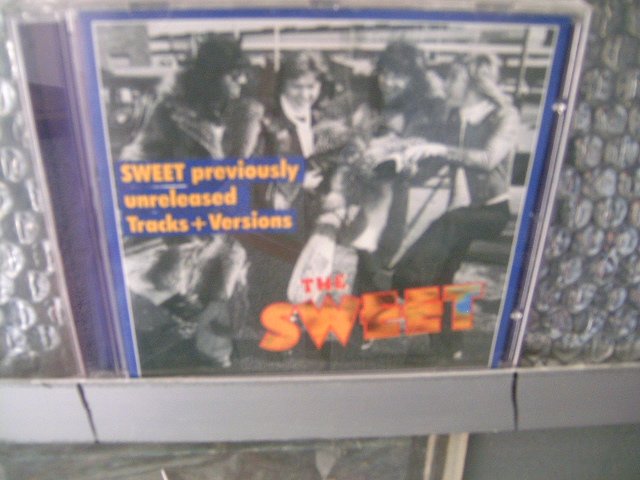 SWEET previously
unreleased
Tracks + Versions
THE
SWEET